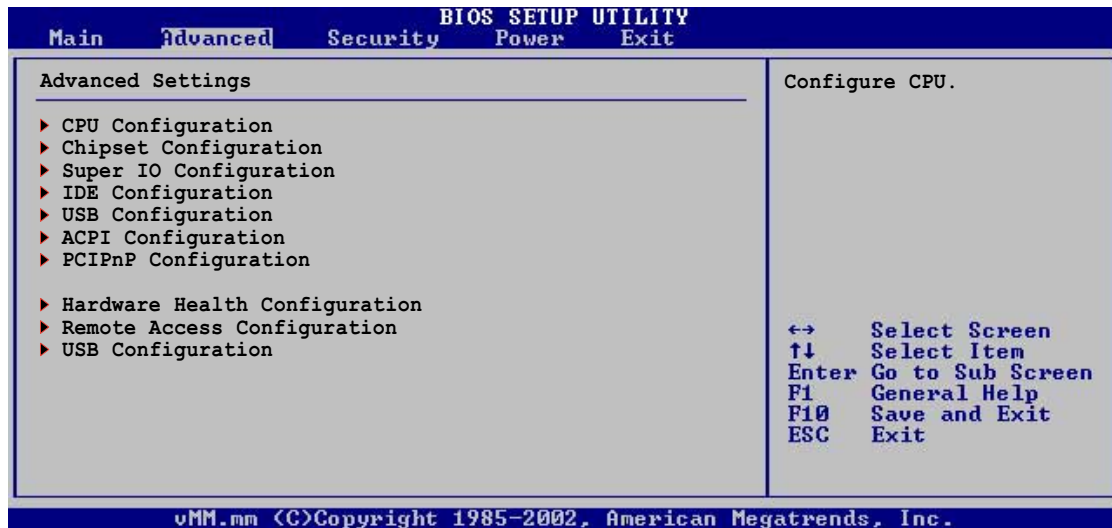 BIOS SETUP UTILITY
Main Advanced Security Power Exit
Advanced Settings
CPU Configuration
Chipset Configuration
Super IO Configuration
IDE Configuration
USB Configuration
ACPI Configuration
PCIPnP Configuration
Hardware Health Configuration
Remote Access Configuration
USB Configuration
Configure CPU.
←→ Select Screen
↑↓ Select Item
Enter Go to Sub Screen
F1 General Help
F10 Save and Exit
ESC Exit
vMM.mm (C)Copyright 1985-2002, American Megatrends, Inc.